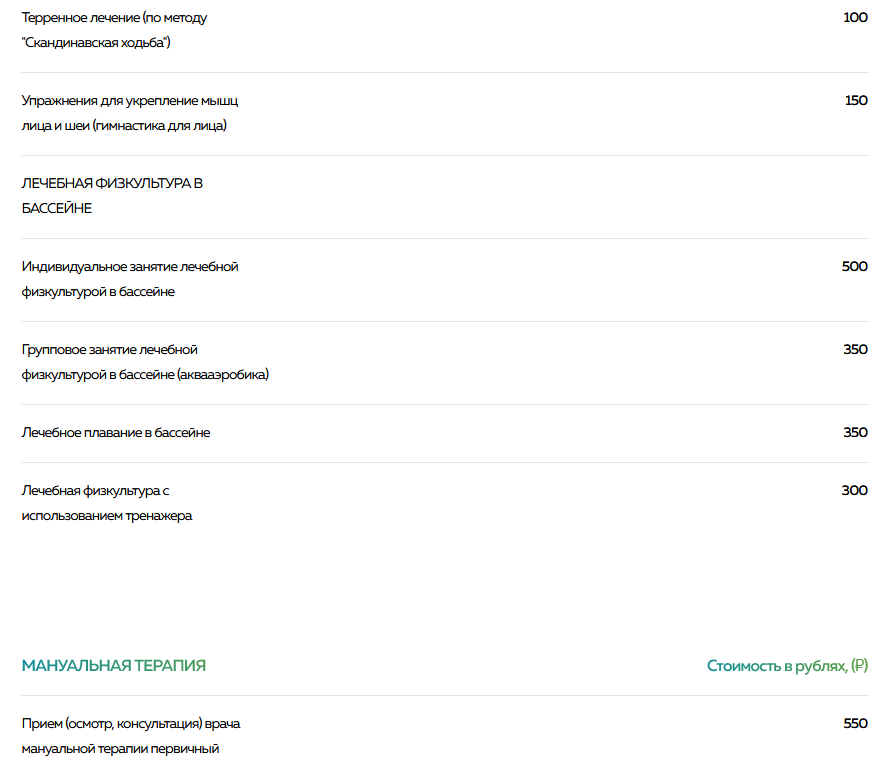 Терренное лечение (по методу 100
"Скандинавская ходьба")
Упражнения для укрепление мышц 150
лица и шеи (гимнастика для лица)
ЛЕЧЕБНАЯ ФИЗКУЛЬТУРА В
БАССЕЙНЕ
Индивидуальное занятие лечебной 500
физкультурой в бассейне
Групповое занятие лечебной 350
физкультурой в бассейне (аквааэробика)
Лечебное плавание в бассейне 350
Лечебная физкультура с 300
использованием тренажера
МАНУАЛЬНАЯ ТЕРАПИЯ Стоимость в рублях, (₽)
Прием (осмотр, консультация) врача 550
мануальной терапии первичный